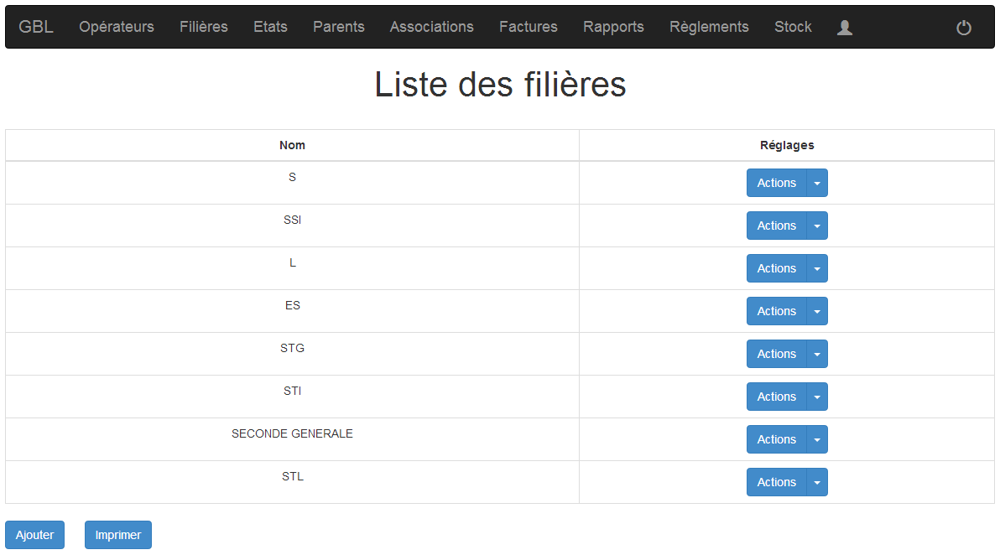 GBL Opérateurs Filières Etats Parents Associations Factures Rapports Règlements Stock
Liste des filières
Nom Réglages
S Actions
SSI Actions
L Actions
ES Actions
STG Actions
STI Actions
SECONDE GENERALE Actions
STL Actions
Ajouter Imprimer